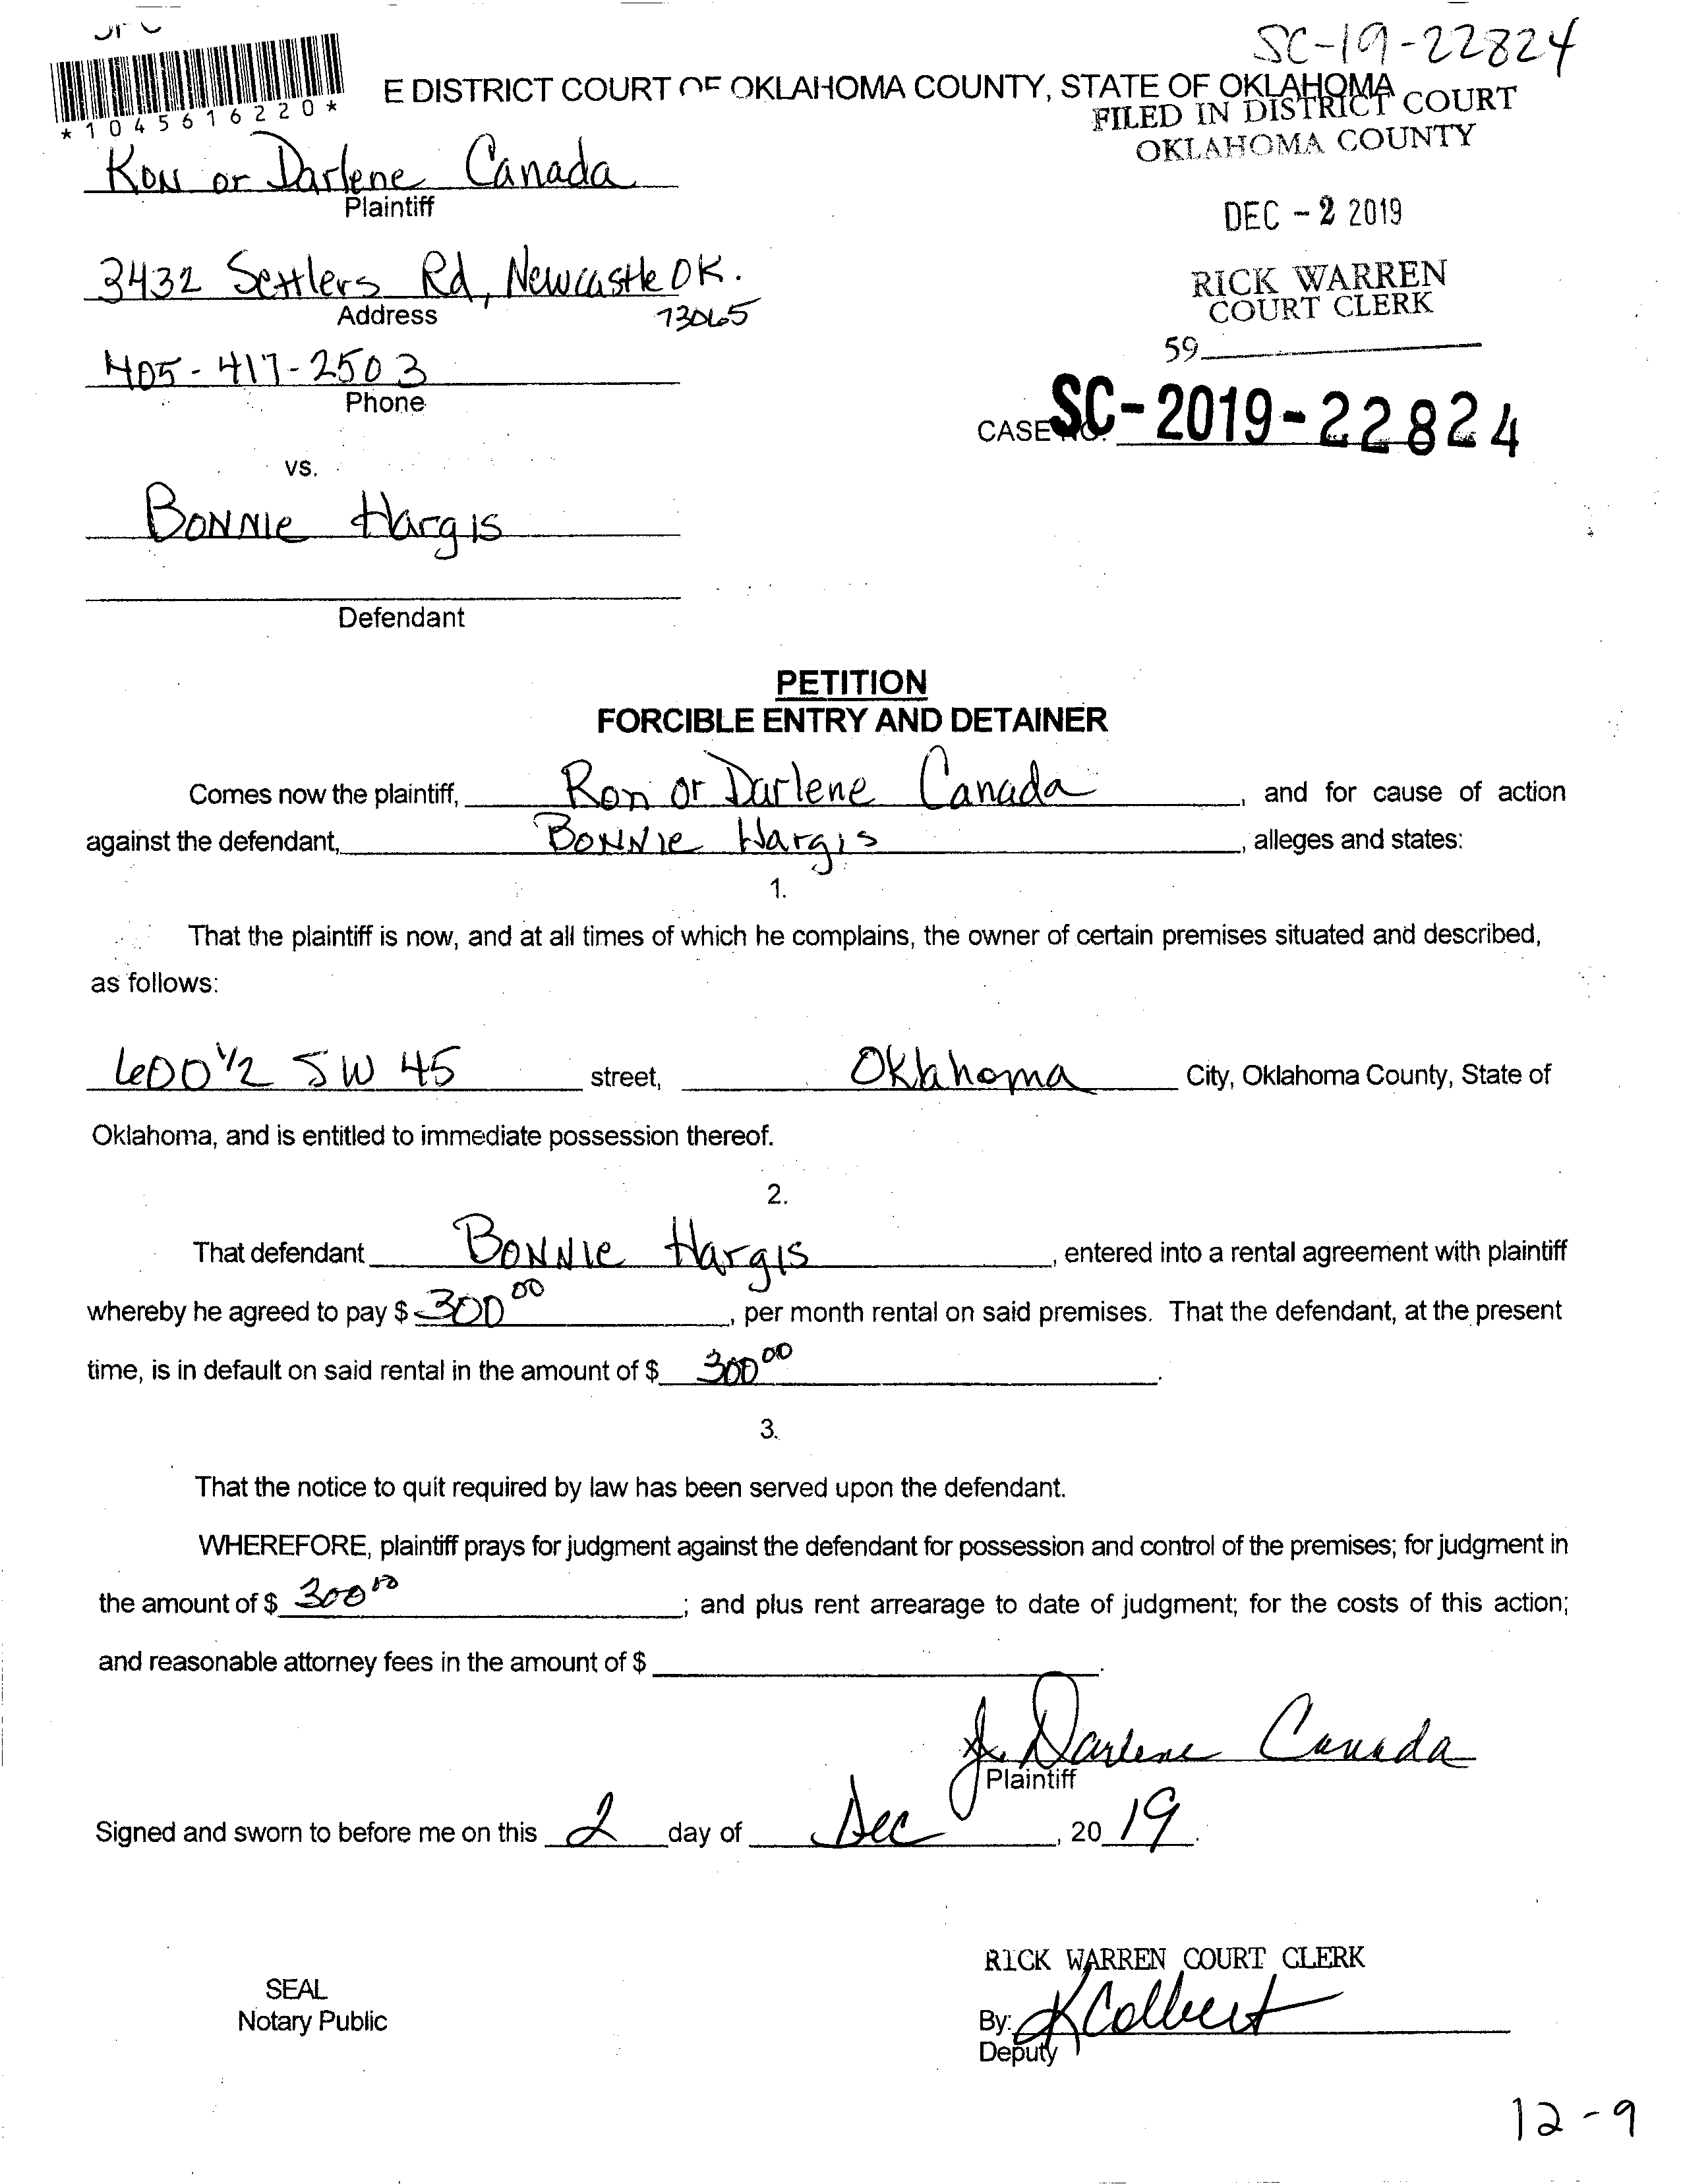 SC-19-22824
*1045616220*
E DISTRICT COURT OF OKLAHOMA COUNTY, STATE OF OKLAHOMA
FILED IN DISTRICT COURT
OKLAHOMA COUNTY
Ron or Darlene Canada
Plaintiff
DEC - 2 2019
3432 Settlers Rd, Newcastle OK.
Address 73065
RICK WARREN
COURT CLERK
59
405-417-2503
Phone
CASE NO. SC-2019-22824
VS.
Bonnie Hargis
Defendant
PETITION
FORCIBLE ENTRY AND DETAINER
Comes now the plaintiff, Ron or Darlene Canada, and for cause of action
against the defendant, Bonnie Hargis, alleges and states:
1.
That the plaintiff is now, and at all times of which he complains, the owner of certain premises situated and described,
as follows:
600 1/2 SW 45 street, Oklahoma City, Oklahoma County, State of
Oklahoma, and is entitled to immediate possession thereof.
2.
That defendant Bonnie Hargis, entered into a rental agreement with plaintiff
whereby he agreed to pay $ 300 00, per month rental on said premises. That the defendant, at the present
time, is in default on said rental in the amount of $ 300 00.
3.
That the notice to quit required by law has been served upon the defendant.
WHEREFORE, plaintiff prays for judgment against the defendant for possession and control of the premises; for judgment in
the amount of $ 300 00; and plus rent arrearage to date of judgment; for the costs of this action;
and reasonable attorney fees in the amount of $ .
J. Darlene Canada
Plaintiff
Signed and sworn to before me on this 2 day of Dec, 2019.
RICK WARREN COURT CLERK
SEAL
Notary Public
By: K Colbert
Deputy
12-9